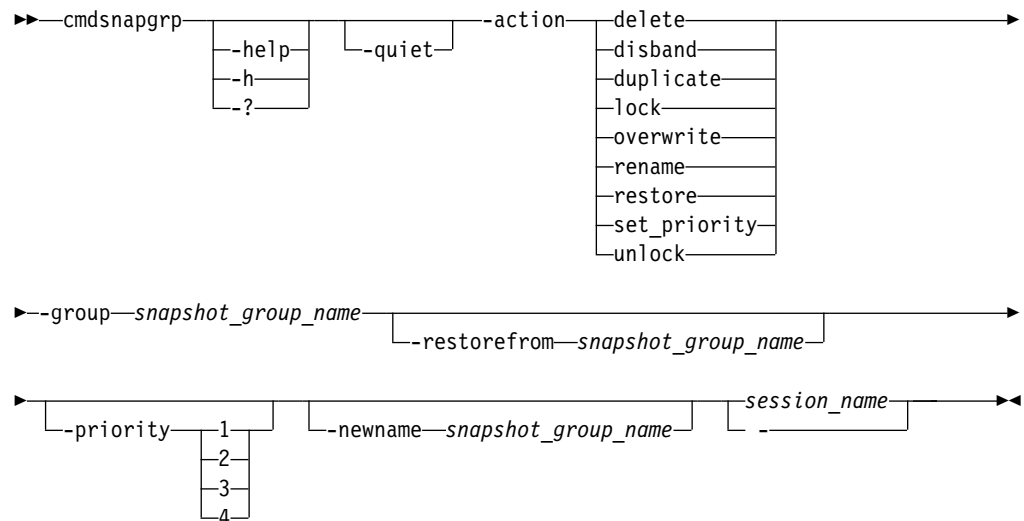 cmdsnapgrp -action delete
-help -quiet disband
-h duplicate
-? lock
overwrite
rename
restore
set_priority
unlock
-group snapshot_group_name
-restorefrom snapshot_group_name
session_name
-priority 1 -newname snapshot_group_name -
2
3
4